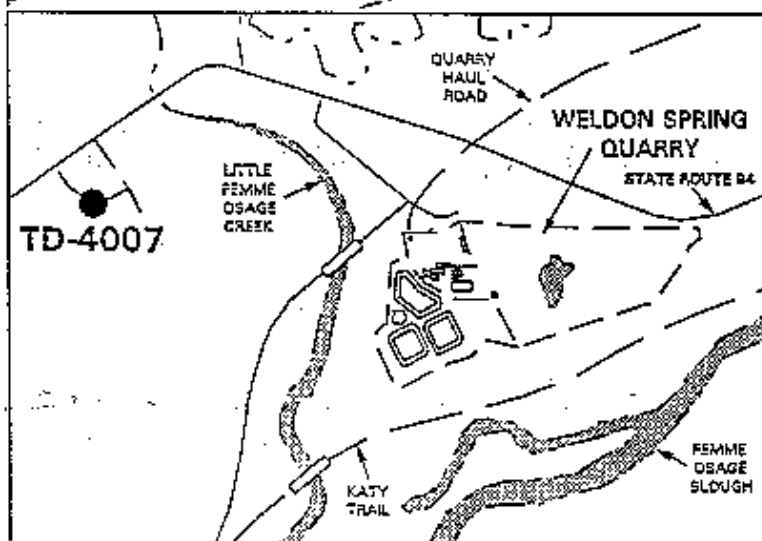 QUARRY
HAUL
ROAD
WELDON SPRING
QUARRY
STATE ROUTE 94
LITTLE
FEMME
OSAGE
CREEK
TD-4007
KATY
TRAIL
FEMME
OSAGE
SLOUGH